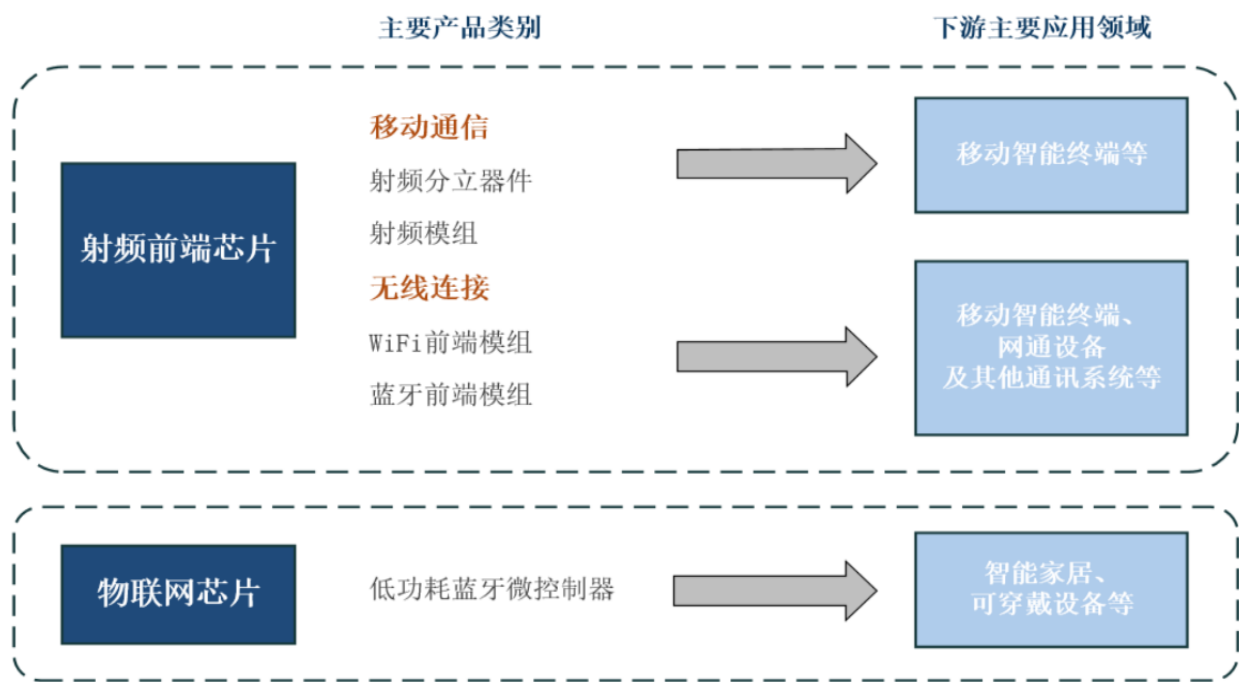 主要产品类别
下游主要应用领域
射频前端芯片
移动通信
射频分立器件
射频模组
无线连接
WiFi前端模组
蓝牙前端模组
移动智能终端等
移动智能终端、
网通设备
及其他通讯系统等
物联网芯片
低功耗蓝牙微控制器
智能家居、
可穿戴设备等